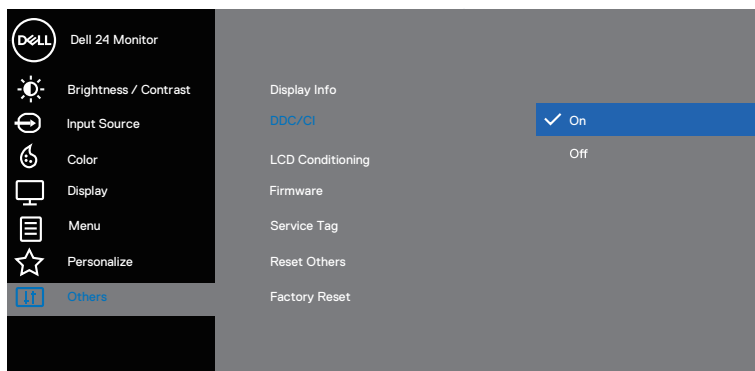 DELL
Dell 24 Monitor
Brightness / Contrast
Input Source
Color
Display
Menu
Personalize
Others
Display Info
DDC/CI
LCD Conditioning
Firmware
Service Tag
Reset Others
Factory Reset
On
Off